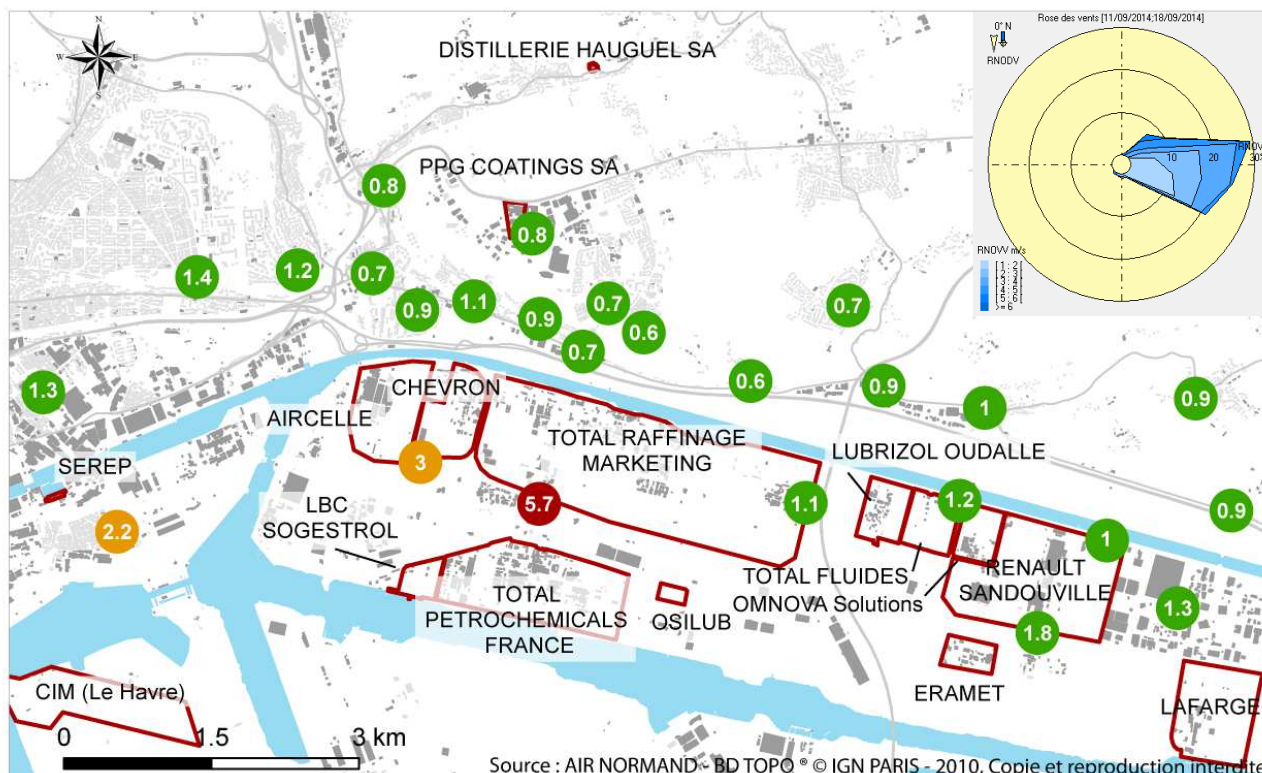 Rose des vents [11/09/2014;18/09/2014]
0° N
RNODV
N
W
E
S
DISTILLERIE HAUGUEL SA
10
20
30%
RNOVV m/s
[ 1 : 2[
[ 2 : 3[
[ 3 : 4[
[ 4 : 5[
[ 5 : 6[
>= 6
PPG COATINGS SA
0.8
0.8
1.4
1.2
0.7
0.9
1.1
0.9
0.7
0.6
0.7
0.7
0.6
0.9
1
0.9
1.3
CHEVRON
AIRCELLE
TOTAL RAFFINAGE
MARKETING
LUBRIZOL OUDALLE
SEREP
3
LBC
SOGESTROL
5.7
1.1
1.2
0.9
2.2
1
TOTAL FLUIDES
OMNOVA Solutions
RENAULT
SANDOUVILLE
TOTAL
PETROCHEMICALS
FRANCE
OSILUB
1.3
1.8
ERAMET
CIM (Le Havre)
LAFARGE
0
1.5
3 km
Source : AIR NORMAND - BD TOPO ® © IGN PARIS - 2010. Copie et reproduction interdite